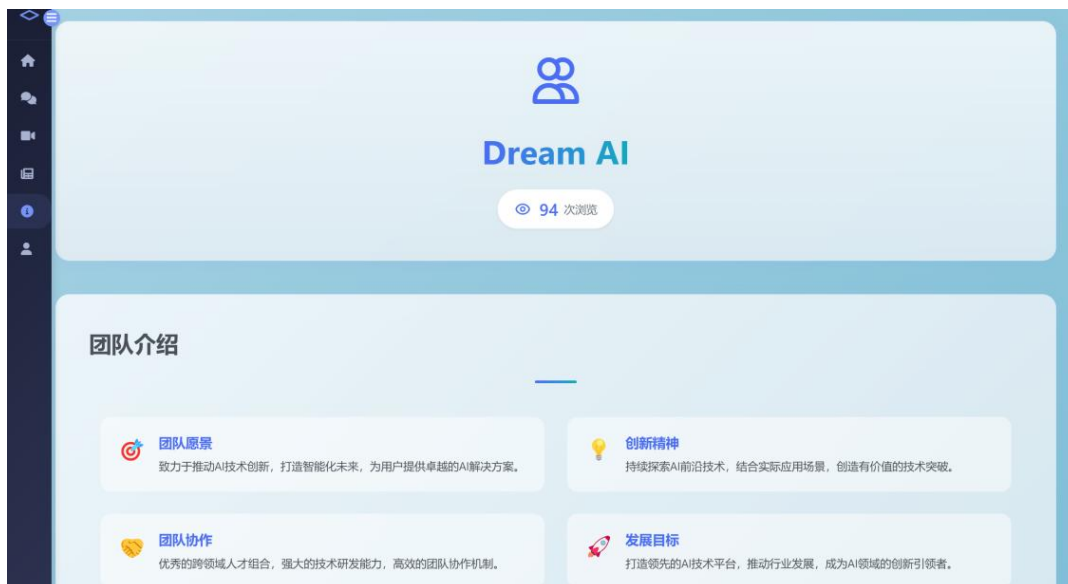 Dream AI
94 次浏览
团队介绍
团队愿景
致力于推动AI技术创新，打造智能化未来，为用户提供卓越的AI解决方案。
创新精神
持续探索AI前沿技术，结合实际应用场景，创造有价值的技术突破。
团队协作
优秀的跨领域人才组合，强大的技术研发能力，高效的团队协作机制。
发展目标
打造领先的AI技术平台，推动行业发展，成为AI领域的创新引领者。